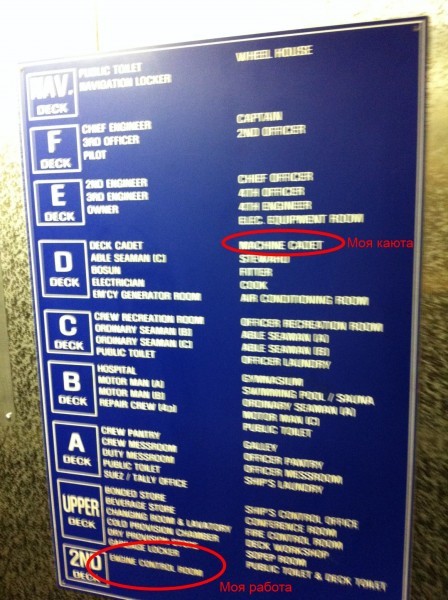 NAV. DECK
PUBLIC TOILET
NAVIGATION LOCKER
WHEEL HOUSE
F DECK
CHIEF ENGINEER
3RD OFFICER
PILOT
CAPTAIN
2ND OFFICER
E DECK
2ND ENGINEER
3RD ENGINEER
OWNER
CHIEF OFFICER
4TH OFFICER
4TH ENGINEER
ELEC. EQUIPMENT ROOM
D DECK
DECK CADET
ABLE SEAMAN (C)
BOSUN
ELECTRICIAN
EM'CY GENERATOR ROOM
MACHINE CADET Моя каюта
STEWARD
FITTER
COOK
AIR CONDITIONING ROOM
C DECK
CREW RECREATION ROOM
ORDINARY SEAMAN (B)
ORDINARY SEAMAN (C)
PUBLIC TOILET
OFFICER RECREATION ROOM
ABLE SEAMAN (A)
ABLE SEAMAN (B)
OFFICER LAUNDRY
B DECK
HOSPITAL
MOTOR MAN (A)
MOTOR MAN (B)
REPAIR CREW (4p)
GYMNASIUM
SWIMMING POOL / SAUNA
ORDINARY SEAMAN (A)
MOTOR MAN (C)
PUBLIC TOILET
A DECK
CREW PANTRY
CREW MESSROOM
DUTY MESSROOM
PUBLIC TOILET
SUEZ / TALLY OFFICE
GALLEY
OFFICER PANTRY
OFFICER MESSROOM
SHIP'S LAUNDRY
UPPER DECK
BONDED STORE
BEVERAGE STORE
CHANGING ROOM & LAVATORY
COLD PROVISION CHAMBER
DRY PROVISION STORE
LOCKER
SHIP'S CONTROL OFFICE
CONFERENCE ROOM
FIRE CONTROL ROOM
DECK WORKSHOP
SOPEP ROOM
PUBLIC TOILET & DECK TOILET
2ND DECK
ENGINE CONTROL ROOM
Моя работа